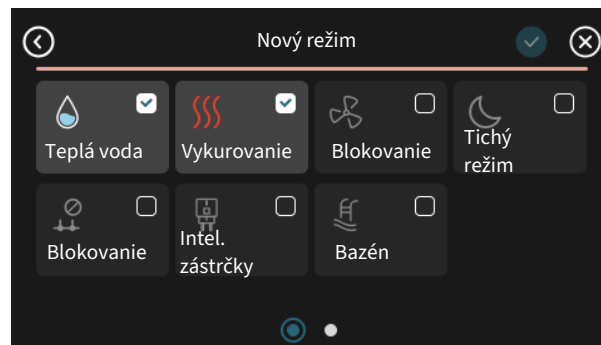 Nový režim
Teplá voda
Vykurovanie
Blokovanie
Tichý
režim
Blokovanie
Intel.
zástrčky
Bazén